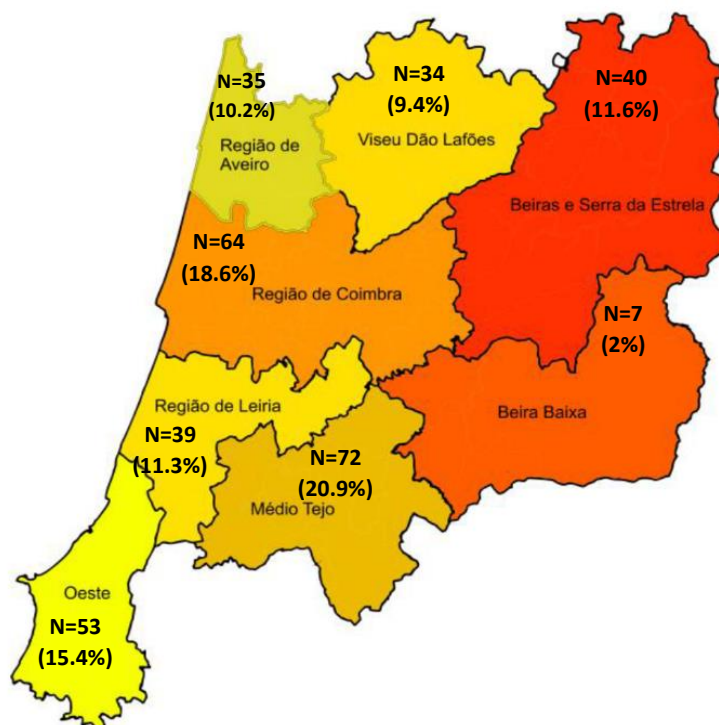 N=35
(10.2%)
Região de
Aveiro
N=34
(9.4%)
Viseu Dão Lafões
N=40
(11.6%)
Beiras e Serra da Estrela
N=64
(18.6%)
Região de Coimbra
N=7
(2%)
Beira Baixa
Região de Leiria
N=39
(11.3%)
N=72
(20.9%)
Médio Tejo
Oeste
N=53
(15.4%)